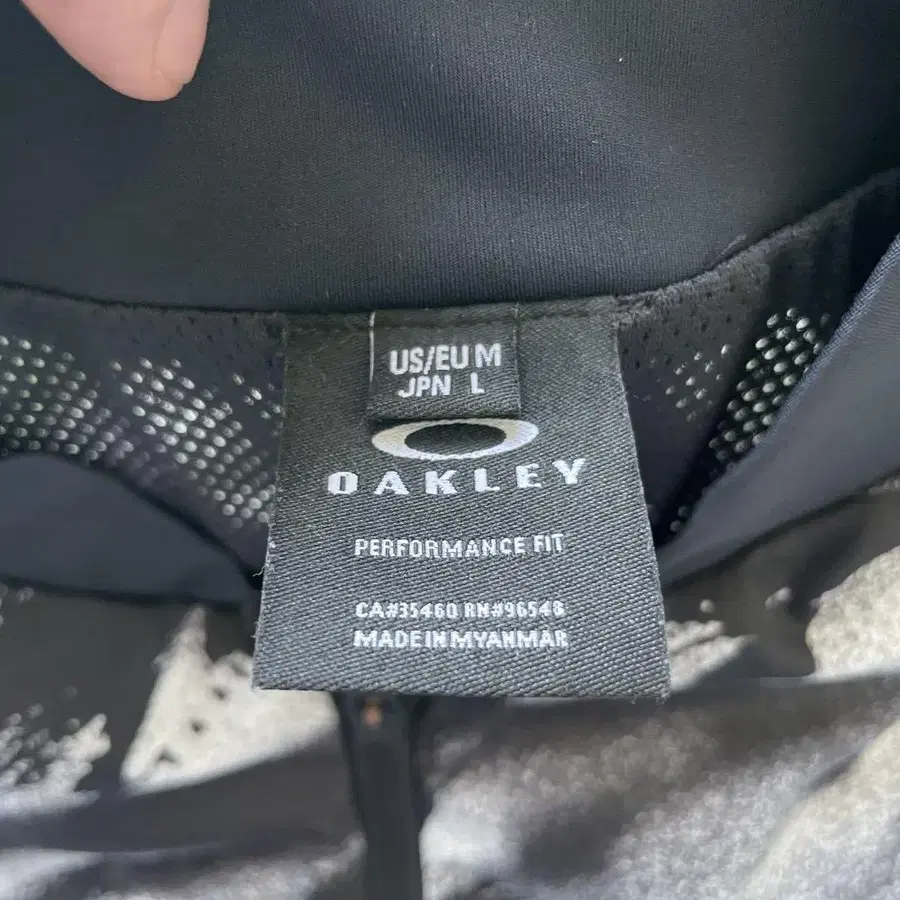 US/EU M
JPN L
OAKLEY
PERFORMANCE FIT
CA#35460 RN#96548
MADE IN MYANMAR